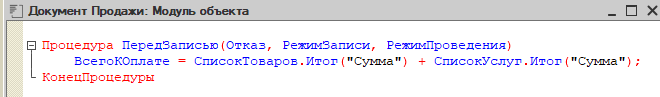 Документ Продажи: Модуль объекта
Процедура ПередЗаписью(Отказ, РежимЗаписи, РежимПроведения)
ВсегоКОплате = СписокТоваров.Итог("Сумма") + СписокУслуг.Итог("Сумма");
КонецПроцедуры